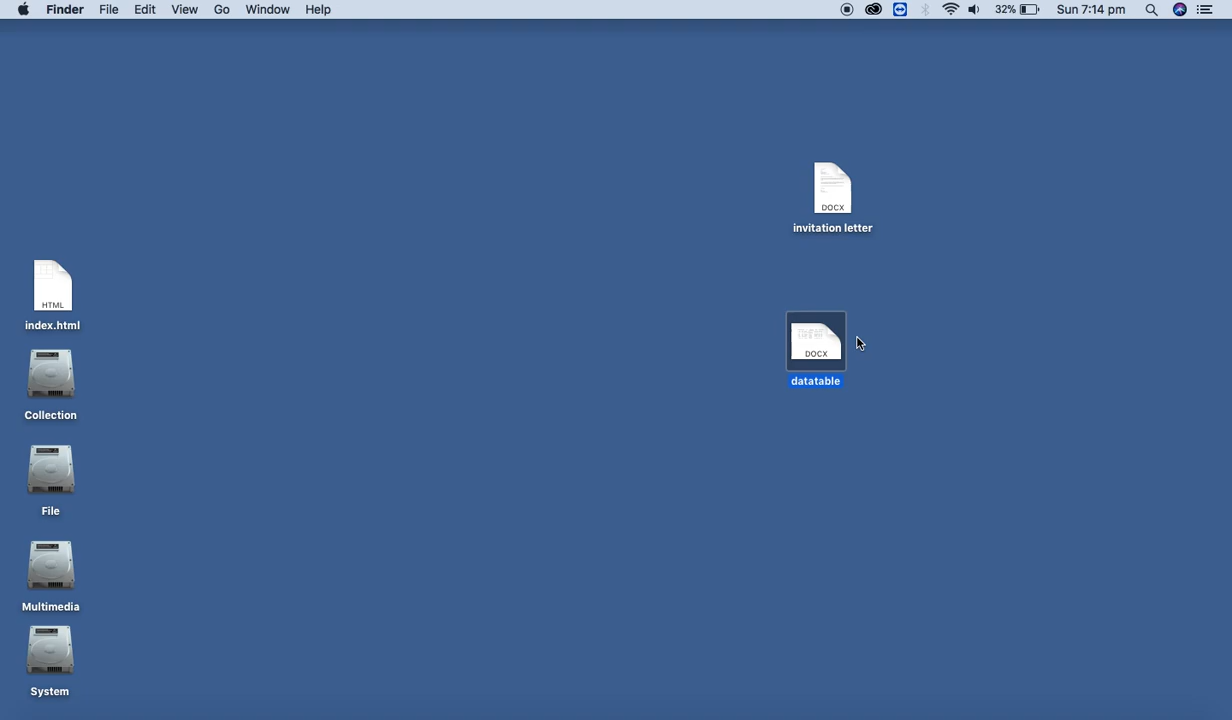 Finder File Edit View Go Window Help 32% Sun 7:14 pm
DOCX
invitation letter
HTML
index.html
DOCX
datatable
Collection
File
Multimedia
System